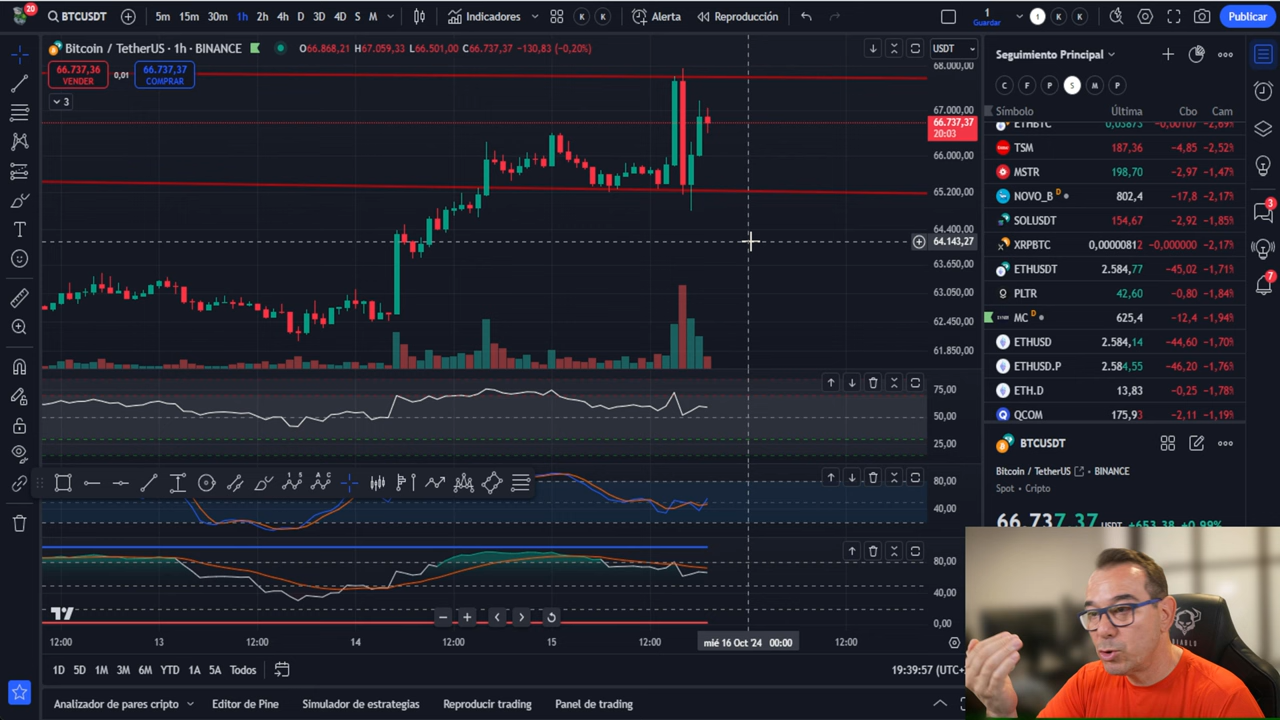 20
BTCUSDT
5m 15m 30m 1h 2h 4h D 3D 4D S M
Indicadores
K K
Alerta
Reproducción
1
Guardar
1 K K
Publicar
Bitcoin / TetherUS · 1h · BINANCE
O66.868,21 H67.059,33 L66.501,00 C66.737,37 −130,83 (−0,20%)
66.737,36
VENDER
0,01
66.737,37
COMPRAR
3
USDT
68.000,00
67.000,00
66.737,37
20:03
66.000,00
65.200,00
64.400,00
64.143,27
63.650,00
63.050,00
62.450,00
61.850,00
75,00
50,00
25,00
80,00
40,00
80,00
40,00
0,00
12:00 13 12:00 14 12:00 15 12:00 mié 16 Oct '24 00:00 12:00
1D 5D 1M 3M 6M YTD 1A 5A Todos
19:39:57 (UTC+
Analizador de pares cripto
Editor de Pine
Simulador de estrategias
Reproducir trading
Panel de trading
Seguimiento Principal
C F P S M P
Símbolo Última Cbo Cam
ETHBTC 0,03873 −0,00107 −2,69%
TSM 187,36 −4,85 −2,52%
MSTR 198,70 −2,97 −1,47%
NOVO_B D 802,4 −17,8 −2,17%
SOLUSDT 154,67 −2,92 −1,85%
XRPBTC 0,00000812 −0,000000 −2,17%
ETHUSDT 2.584,77 −45,02 −1,71%
PLTR 42,60 −0,80 −1,84%
MC D 625,4 −12,4 −1,94%
ETHUSD 2.584,14 −44,60 −1,70%
ETHUSD.P 2.584,55 −46,20 −1,76%
ETH.D 13,83 −0,25 −1,78%
QCOM 175,93 −2,11 −1,19%
BTCUSDT
Bitcoin / TetherUS · BINANCE
Spot · Cripto
66.737,37 USDT +653,38 +0,99%
3
7
DIABLO